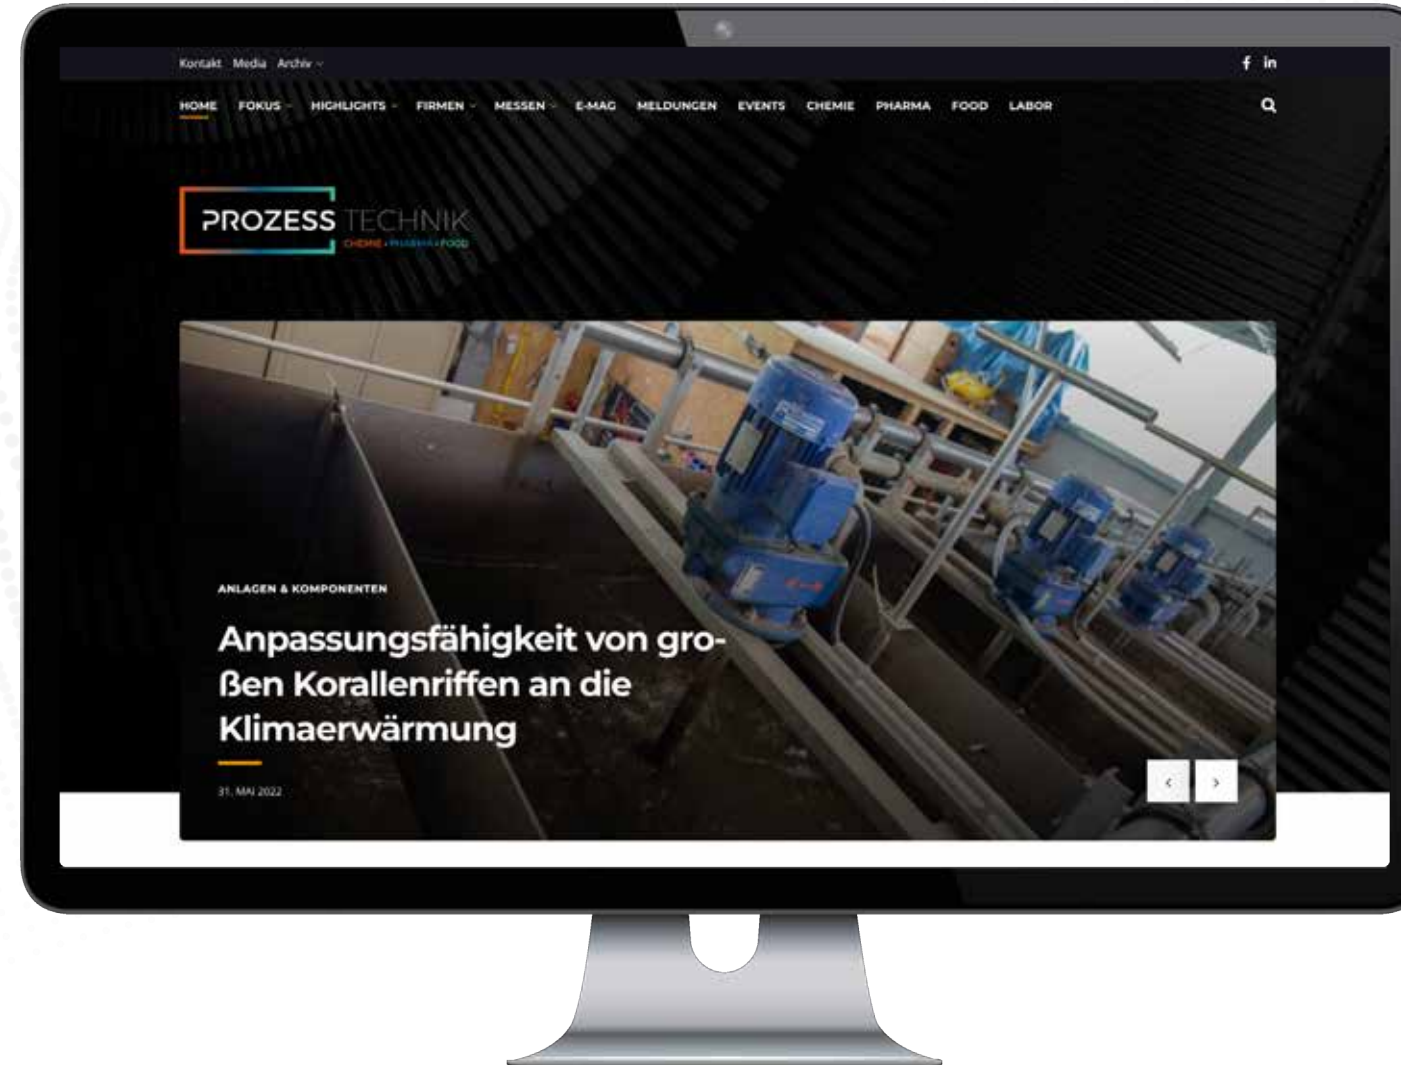 Kontakt Media Archiv
HOME FOKUS HIGHLIGHTS FIRMEN MESSEN E-MAG MELDUNGEN EVENTS CHEMIE PHARMA FOOD LABOR
PROZESS TECHNIK
CHEMIE • PHARMA • FOOD
ANLAGEN & KOMPONENTEN
Anpassungsfähigkeit von gro-
ßen Korallenriffen an die
Klimaerwärmung
31. MAI 2022